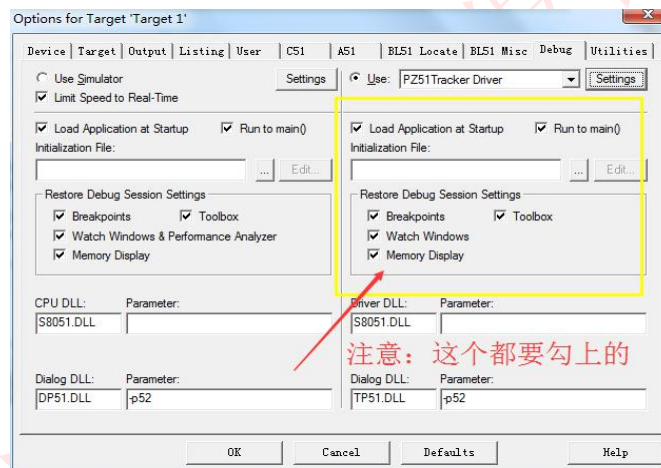 Options for Target 'Target 1'
Device Target Output Listing User C51 A51 BL51 Locate BL51 Misc Debug Utilities
Use Simulator Settings
Limit Speed to Real-Time
Load Application at Startup Run to main()
Initialization File:
... Edit...
Restore Debug Session Settings
Breakpoints Toolbox
Watch Windows & Performance Analyzer
Memory Display
CPU DLL: Parameter:
S8051.DLL
Dialog DLL: Parameter:
DP51.DLL -p52
Use: PZ51Tracker Driver Settings
Load Application at Startup Run to main()
Initialization File:
... Edit...
Restore Debug Session Settings
Breakpoints Toolbox
Watch Windows
Memory Display
Driver DLL: Parameter:
S8051.DLL
注意：这个都要勾上的
Dialog DLL: Parameter:
TP51.DLL -p52
OK Cancel Defaults Help